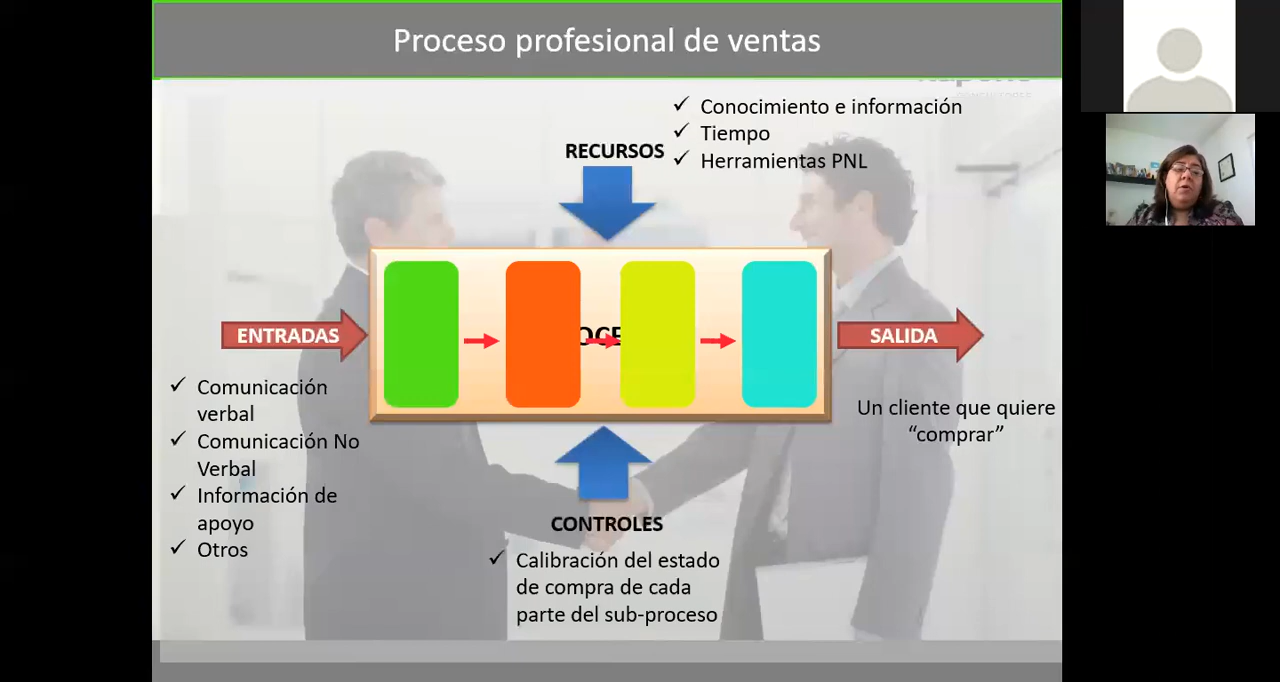 Proceso profesional de ventas
RECURSOS
✓ Conocimiento e información
✓ Tiempo
✓ Herramientas PNL
ENTRADAS
✓ Comunicación
verbal
✓ Comunicación No
Verbal
✓ Información de
apoyo
✓ Otros
SALIDA
Un cliente que quiere
“comprar”
CONTROLES
✓ Calibración del estado
de compra de cada
parte del sub-proceso